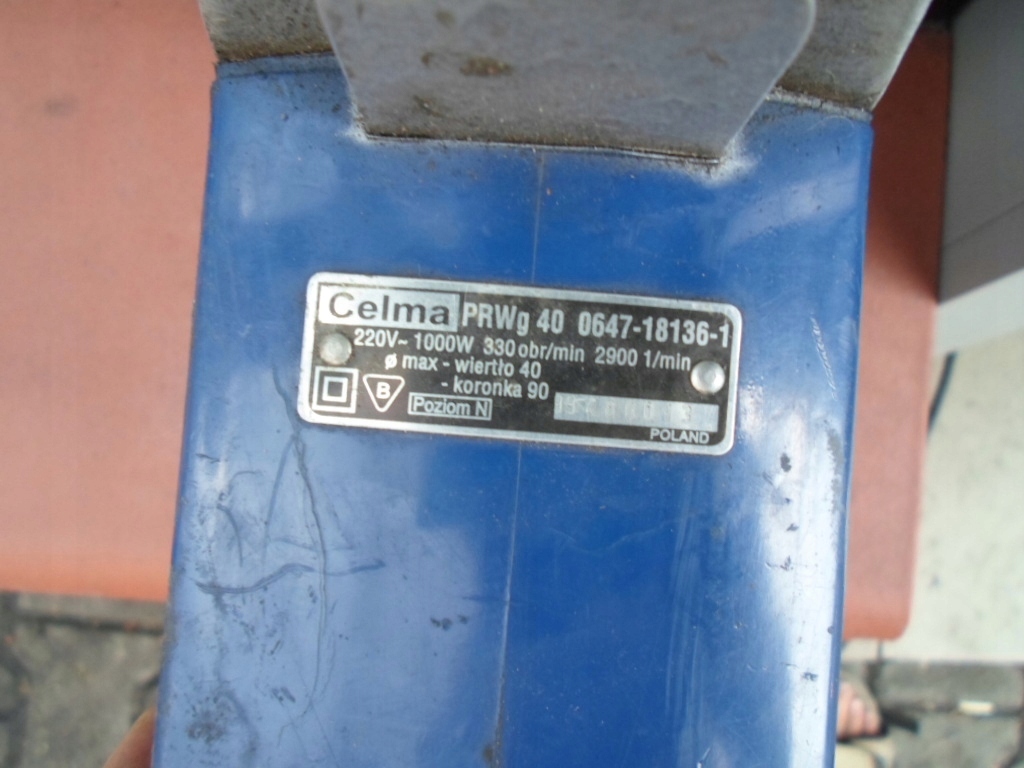 Celma PRWg 40 0647-18136-1
220V~ 1000W 330 obr/min 2900 1/min
ø max - wiertło 40
- koronka 90
B
Poziom N
POLAND